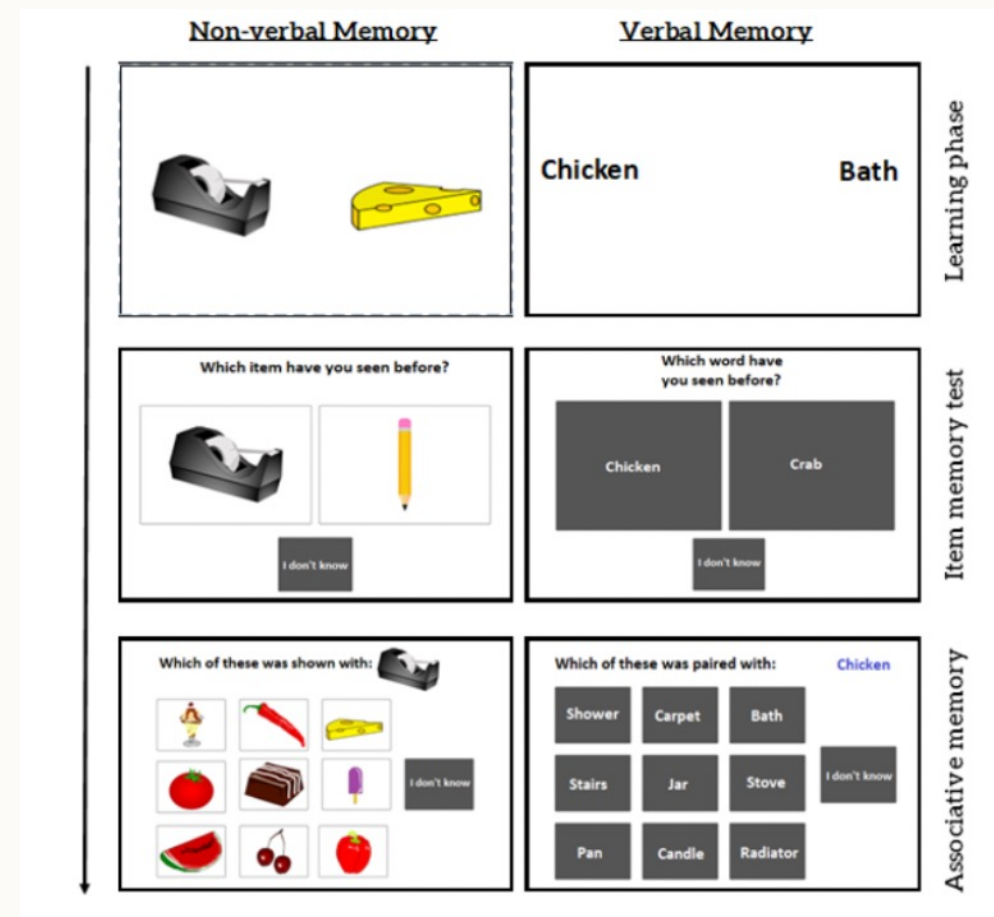 Non-verbal Memory
Verbal Memory
Learning phase
Chicken
Bath
Item memory test
Which item have you seen before?
I don't know
Which word have
you seen before?
Chicken
Crab
I don't know
Associative memory
Which of these was shown with:
I don't know
Which of these was paired with:
Chicken
Shower
Carpet
Bath
Stairs
Jar
Stove
I don't know
Pan
Candle
Radiator